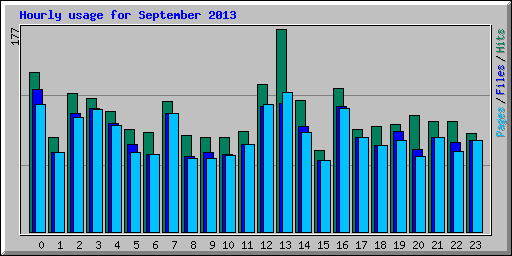 Hourly usage for September 2013
177
Pages/Files/Hits
0 1 2 3 4 5 6 7 8 9 10 11 12 13 14 15 16 17 18 19 20 21 22 23